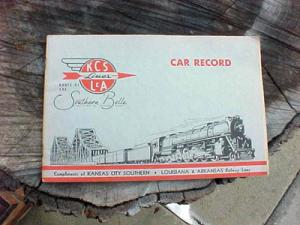 KCS
Lines
L&A
ROUTE OF
THE
Southern Belle
CAR RECORD
Compliments of KANSAS CITY SOUTHERN • LOUISIANA & ARKANSAS Railway Lines